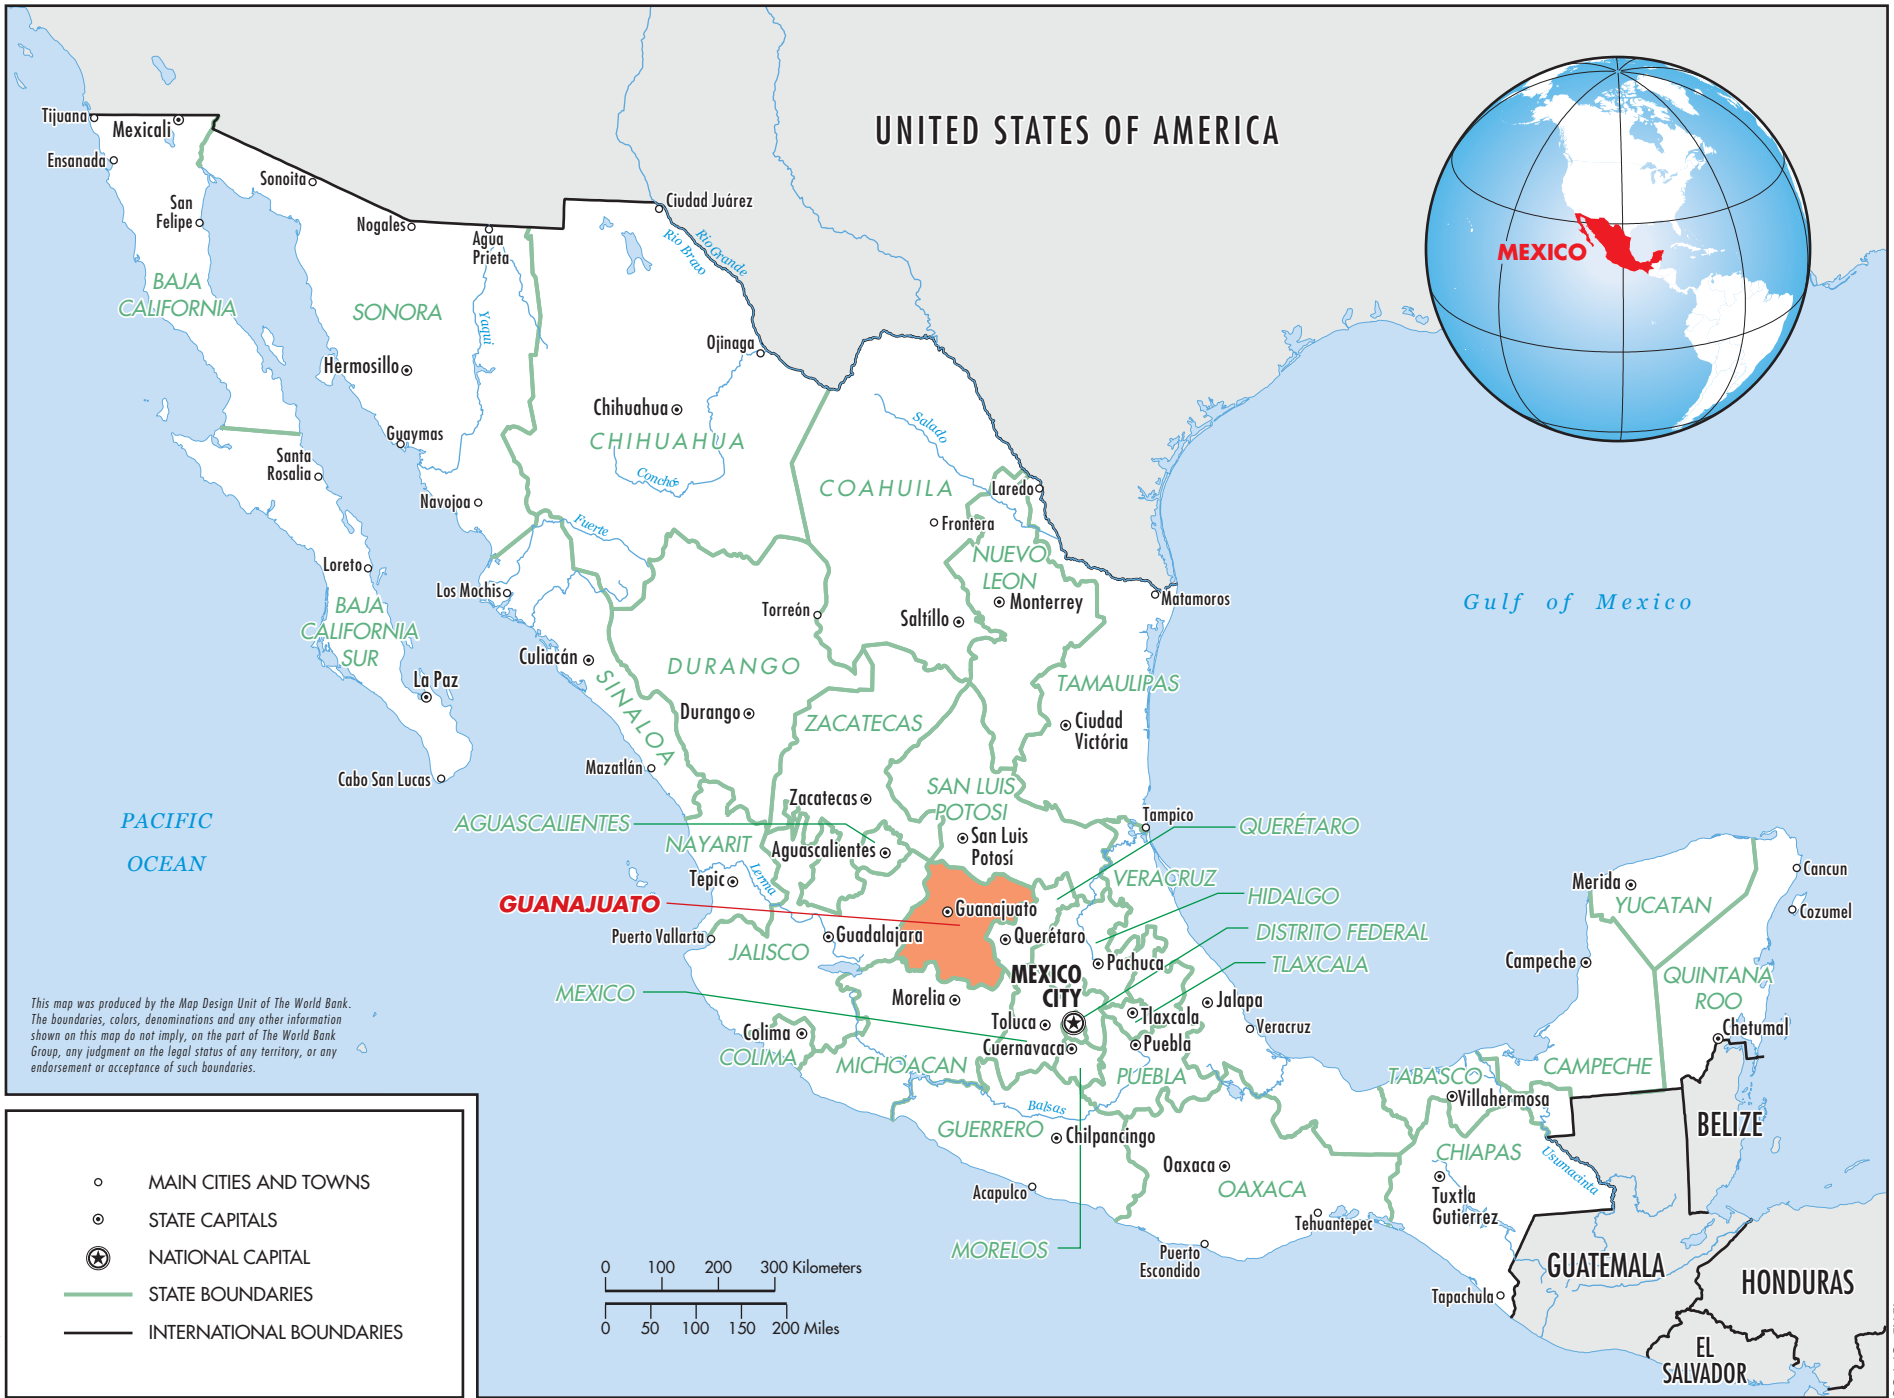 UNITED STATES OF AMERICA
MEXICO
Tijuana
Mexicali
Ensanada
San
Felipe
Sonoita
Nogales
Agua
Prieta
Ciudad Juárez
Rio Grande
Rio Bravo
BAJA
CALIFORNIA
SONORA
Yaqui
Hermosillo
Ojinaga
Chihuahua
CHIHUAHUA
Conchó
Guaymas
Santa
Rosalia
Navojoa
Salado
COAHUILA
Laredo
Frontera
Fuerte
NUEVO
LEON
Monterrey
Loreto
Los Mochis
BAJA
CALIFORNIA
SUR
Torreón
Saltíllo
Matamoros
Gulf of Mexico
Culiacán
SINALOA
DURANGO
Durango
La Paz
TAMAULIPAS
ZACATECAS
Ciudad
Victória
Mazatlán
Cabo San Lucas
PACIFIC
OCEAN
Zacatecas
SAN LUIS
POTOSI
San Luis
Potosí
Tampico
AGUASCALIENTES
NAYARIT
Aguascalientes
QUERÉTARO
VERACRUZ
Tepic
Lerma
GUANAJUATO
Guanajuato
HIDALGO
Puerto Vallarta
JALISCO
Guadalajara
Querétaro
DISTRITO FEDERAL
Pachuca
TLAXCALA
MEXICO
CITY
MEXICO
Morelia
Toluca
Tlaxcala
Jalapa
Veracruz
Cuernavaca
Puebla
Colima
COLIMA
MICHOACAN
PUEBLA
Balsas
GUERRERO
Chilpancingo
Acapulco
MORELOS
Oaxaca
OAXACA
Puerto
Escondido
Tehuantepec
Merida
YUCATAN
Cancun
Cozumel
Campeche
QUINTANA
ROO
Chetumal
CAMPECHE
TABASCO
Villahermosa
CHIAPAS
Usumacinta
Tuxtla
Gutierrez
Tapachula
BELIZE
GUATEMALA
HONDURAS
EL
SALVADOR
This map was produced by the Map Design Unit of The World Bank.
The boundaries, colors, denominations and any other information
shown on this map do not imply, on the part of The World Bank
Group, any judgment on the legal status of any territory, or any
endorsement or acceptance of such boundaries.
MAIN CITIES AND TOWNS
STATE CAPITALS
NATIONAL CAPITAL
STATE BOUNDARIES
INTERNATIONAL BOUNDARIES
0 100 200 300 Kilometers
0 50 100 150 200 Miles